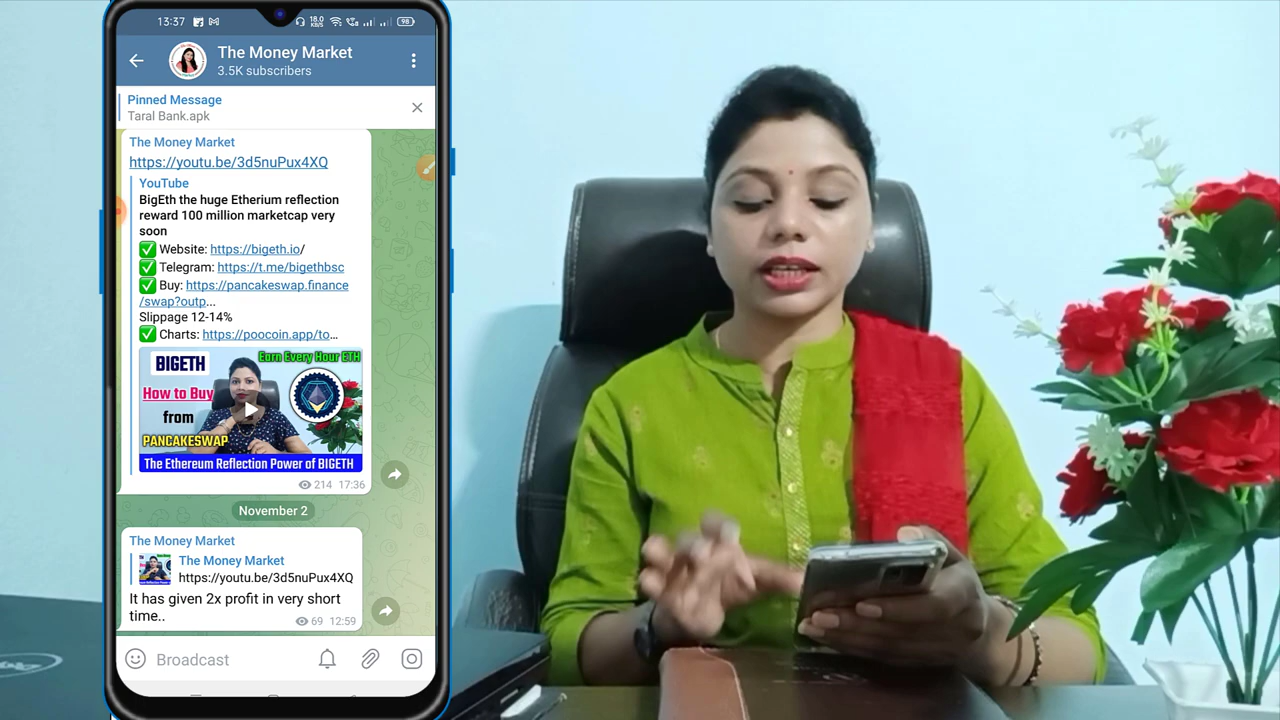 13:37
18.0
KB/S
98
The Money Market
3.5K subscribers
Pinned Message
Taral Bank.apk
The Money Market
https://youtu.be/3d5nuPux4XQ
YouTube
BigEth the huge Etherium reflection
reward 100 million marketcap very
soon
✅ Website: https://bigeth.io/
✅ Telegram: https://t.me/bigethbsc
✅ Buy: https://pancakeswap.finance
/swap?outp...
Slippage 12-14%
✅ Charts: https://poocoin.app/to...
BIGETH
Earn Every Hour ETH
How to Buy
from
PANCAKESWAP
The Ethereum Reflection Power of BIGETH
214 17:36
November 2
The Money Market
The Money Market
https://youtu.be/3d5nuPux4XQ
It has given 2x profit in very short
time..
69 12:59
Broadcast